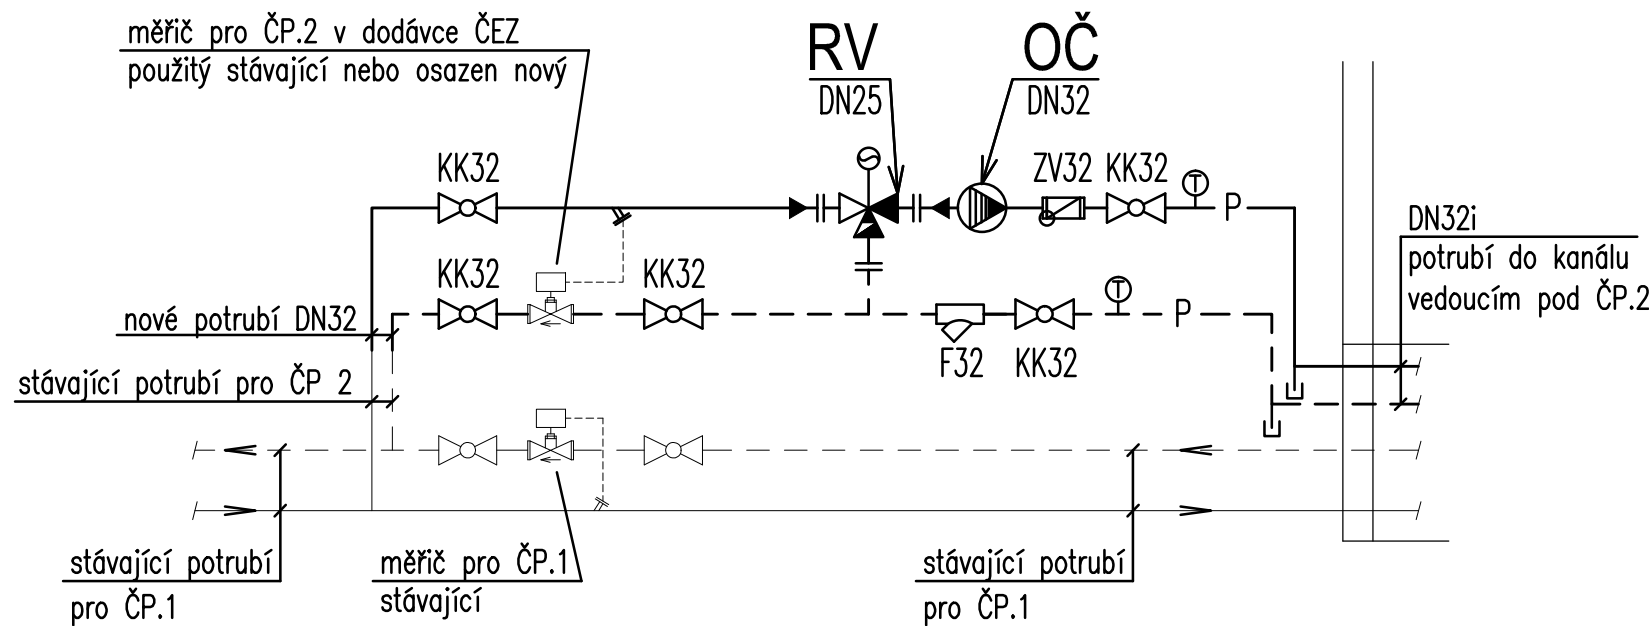 měřič pro ČP.2 v dodávce ČEZ
použitý stávající nebo osazen nový
RV
DN25
OČ
DN32
KK32
ZV32
KK32
T
P
DN32i
potrubí do kanálu
vedoucím pod ČP.2
KK32
KK32
T
P
nové potrubí DN32
F32
KK32
stávající potrubí pro ČP 2
stávající potrubí
pro ČP.1
měřič pro ČP.1
stávající
stávající potrubí
pro ČP.1